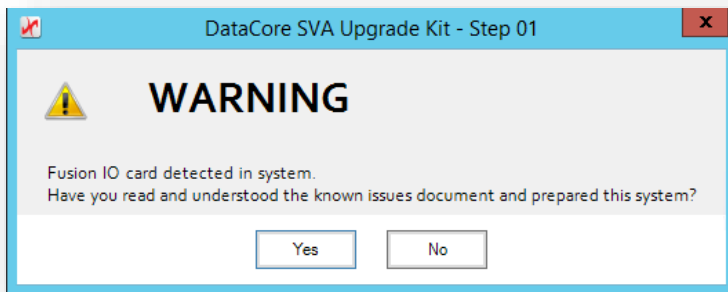 DataCore SVA Upgrade Kit - Step 01
x
WARNING
Fusion IO card detected in system.
Have you read and understood the known issues document and prepared this system?
Yes
No